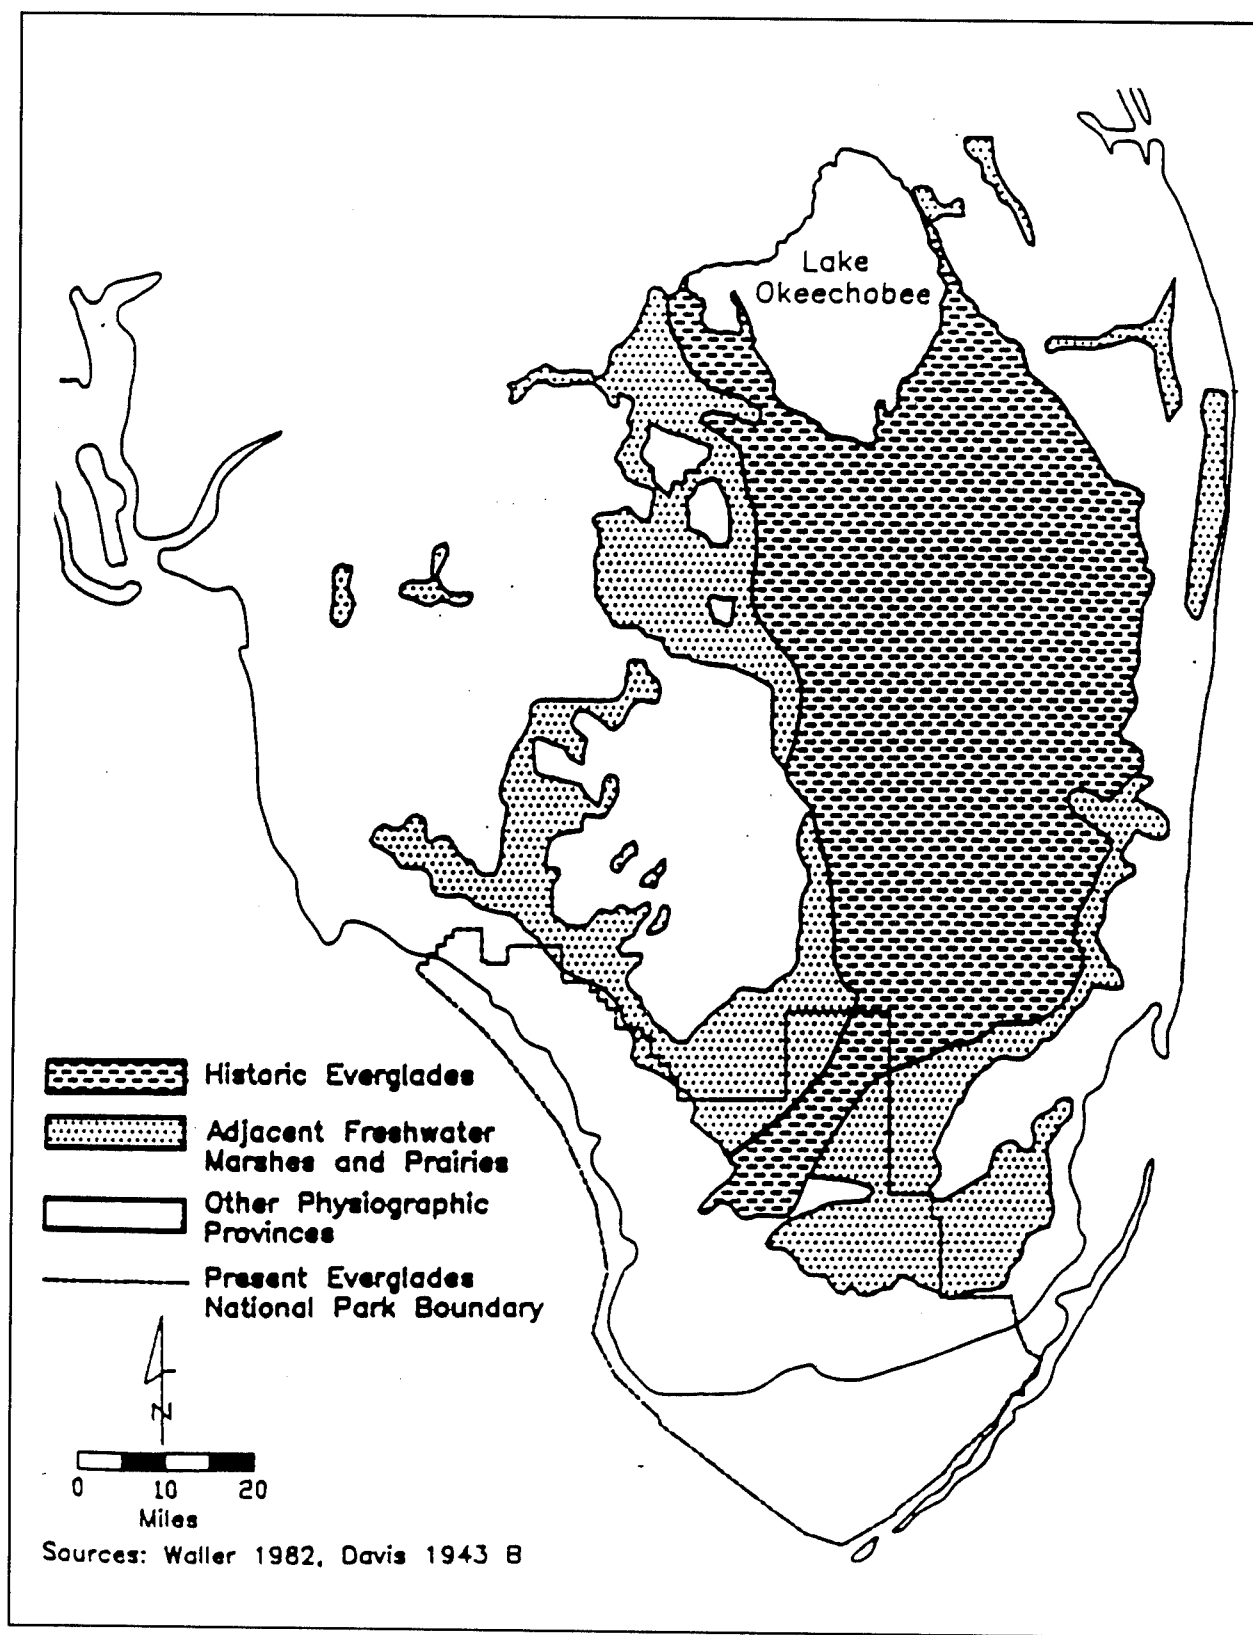 Lake
Okeechobee
Historic Everglades
Adjacent Freshwater
Marshes and Prairies
Other Physiographic
Provinces
Present Everglades
National Park Boundary
N
0 10 20
Miles
Sources: Waller 1982, Davis 1943 B